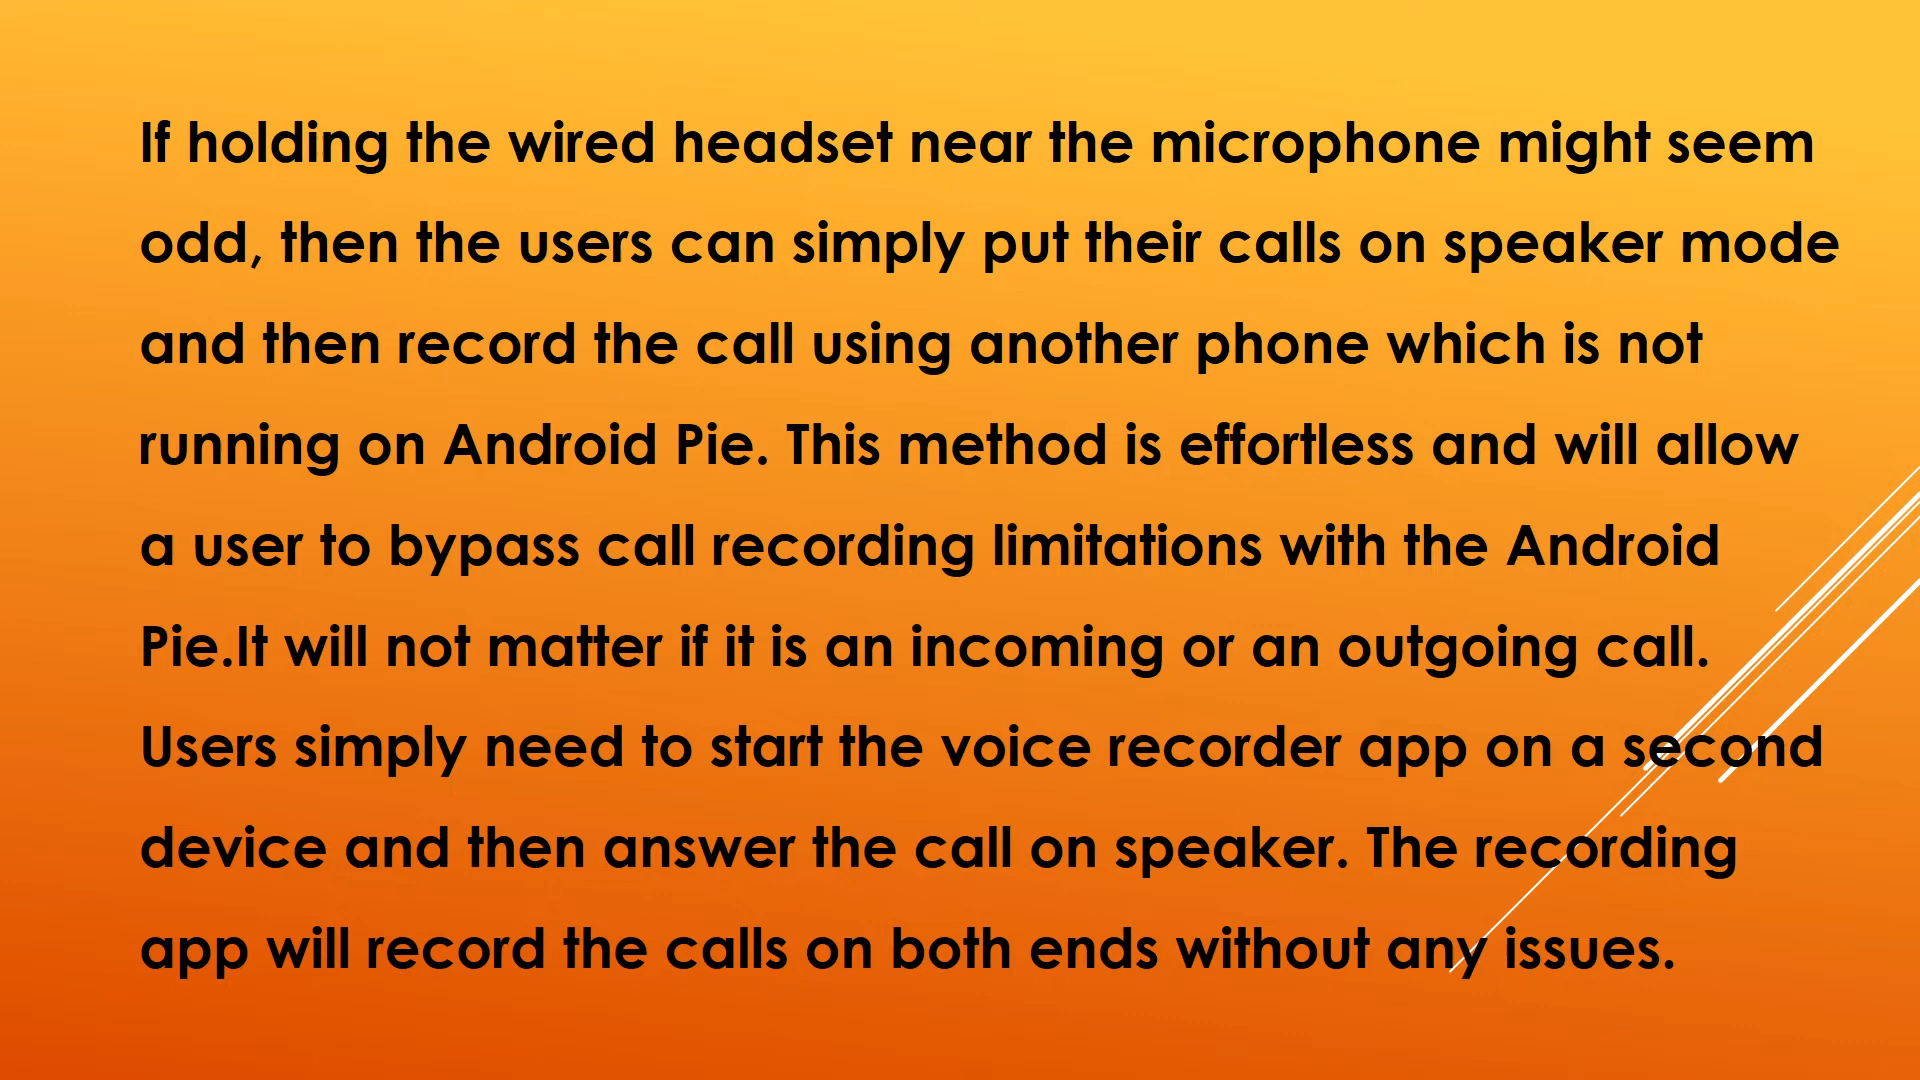 If holding the wired headset near the microphone might seem
odd, then the users can simply put their calls on speaker mode
and then record the call using another phone which is not
running on Android Pie. This method is effortless and will allow
a user to bypass call recording limitations with the Android
Pie.It will not matter if it is an incoming or an outgoing call.
Users simply need to start the voice recorder app on a second
device and then answer the call on speaker. The recording
app will record the calls on both ends without any issues.